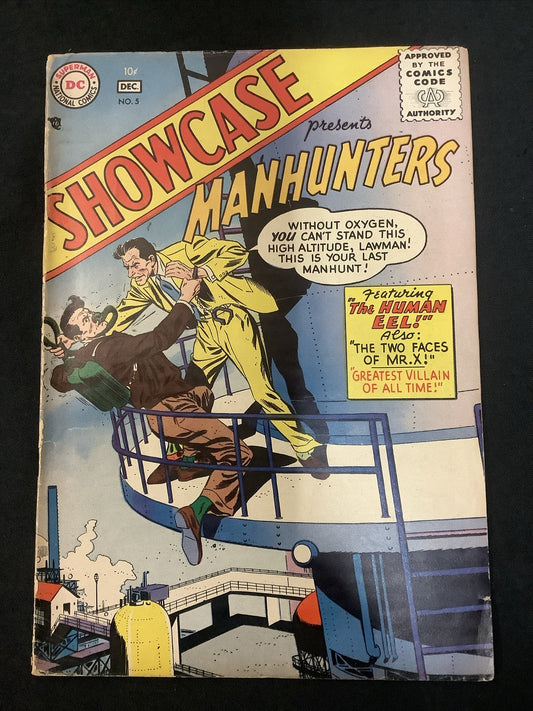 SUPERMAN
DC
NATIONAL COMICS
10¢
DEC.
NO. 5
APPROVED
BY THE
COMICS
CODE
CA
AUTHORITY
SHOWCASE
presents
MANHUNTERS
WITHOUT OXYGEN,
YOU CAN'T STAND THIS
HIGH ALTITUDE, LAWMAN!
THIS IS YOUR LAST
MANHUNT!
Featuring
"THE HUMAN
EEL!"
Also:
"THE TWO FACES
OF MR. X!"
"GREATEST VILLAIN
OF ALL TIME!"